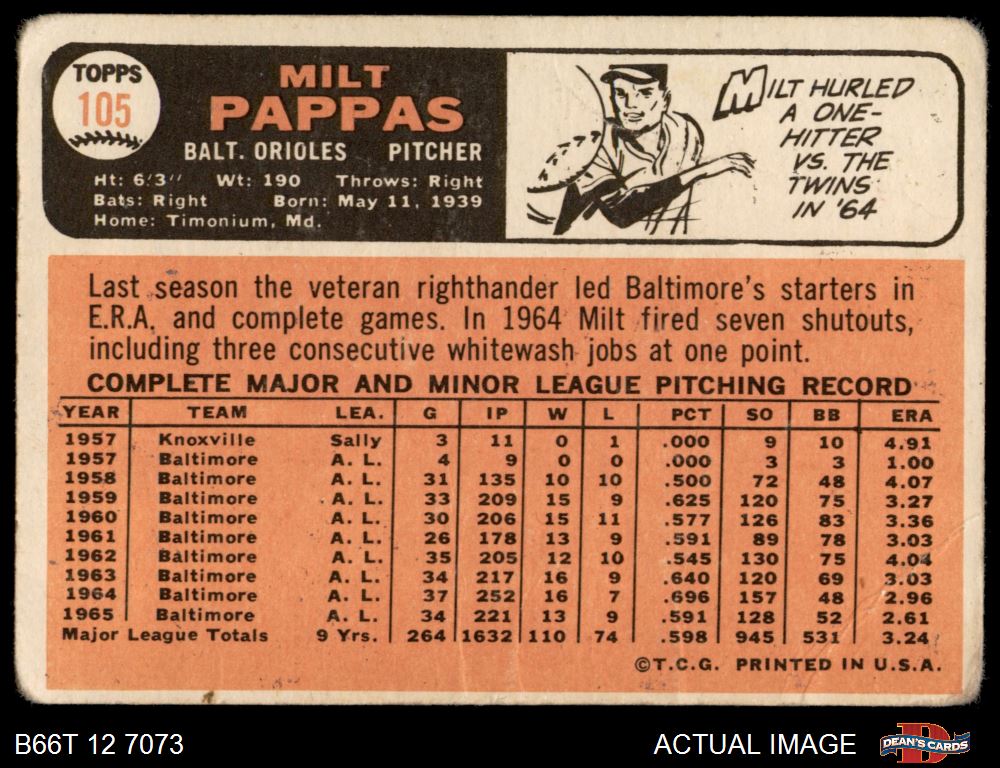 TOPPS
105
MILT
PAPPAS
BALT. ORIOLES PITCHER
Ht: 6'3" Wt: 190 Throws: Right
Bats: Right Born: May 11, 1939
Home: Timonium, Md.
MILT HURLED
A ONE-
HITTER
VS. THE
TWINS
IN '64
Last season the veteran righthander led Baltimore's starters in
E.R.A. and complete games. In 1964 Milt fired seven shutouts,
including three consecutive whitewash jobs at one point.
COMPLETE MAJOR AND MINOR LEAGUE PITCHING RECORD
YEAR TEAM LEA. G IP W L PCT SO BB ERA
1957 Knoxville Sally 3 11 0 1 .000 9 10 4.91
1957 Baltimore A. L. 4 9 0 0 .000 3 3 1.00
1958 Baltimore A. L. 31 135 10 10 .500 72 48 4.07
1959 Baltimore A. L. 33 209 15 9 .625 120 75 3.27
1960 Baltimore A. L. 30 206 15 11 .577 126 83 3.36
1961 Baltimore A. L. 26 178 13 9 .591 89 78 3.03
1962 Baltimore A. L. 35 205 12 10 .545 130 75 4.04
1963 Baltimore A. L. 34 217 16 9 .640 120 69 3.03
1964 Baltimore A. L. 37 252 16 7 .696 157 48 2.96
1965 Baltimore A. L. 34 221 13 9 .591 128 52 2.61
Major League Totals 9 Yrs. 264 1632 110 74 .598 945 531 3.24
©T.C.G. PRINTED IN U.S.A.
B66T 12 7073
ACTUAL IMAGE
DEAN'S CARDS